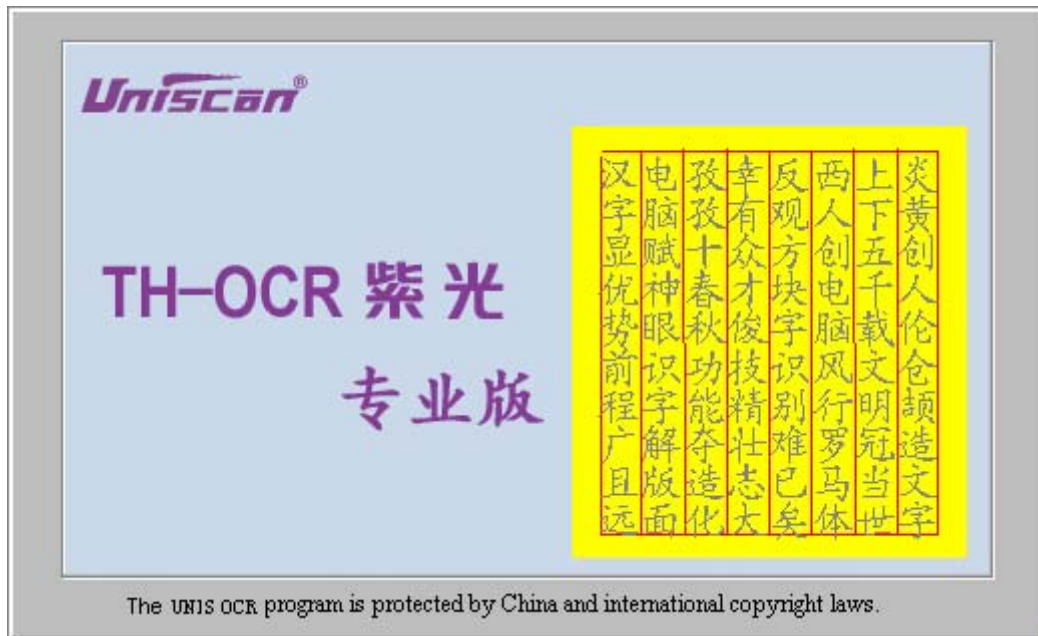 Uniscan®
TH-OCR 紫光
专业版
炎黄创人伦仓颉造文字
上下五千载文明冠当世
西人创电脑风行罗马体
反观方块字识别难已矣
幸有众才俊技精壮志大
孜孜十春秋功能夺造化
电脑赋神眼识字解版面
汉字显优势前程广且远
The UNIS OCR program is protected by China and international copyright laws.